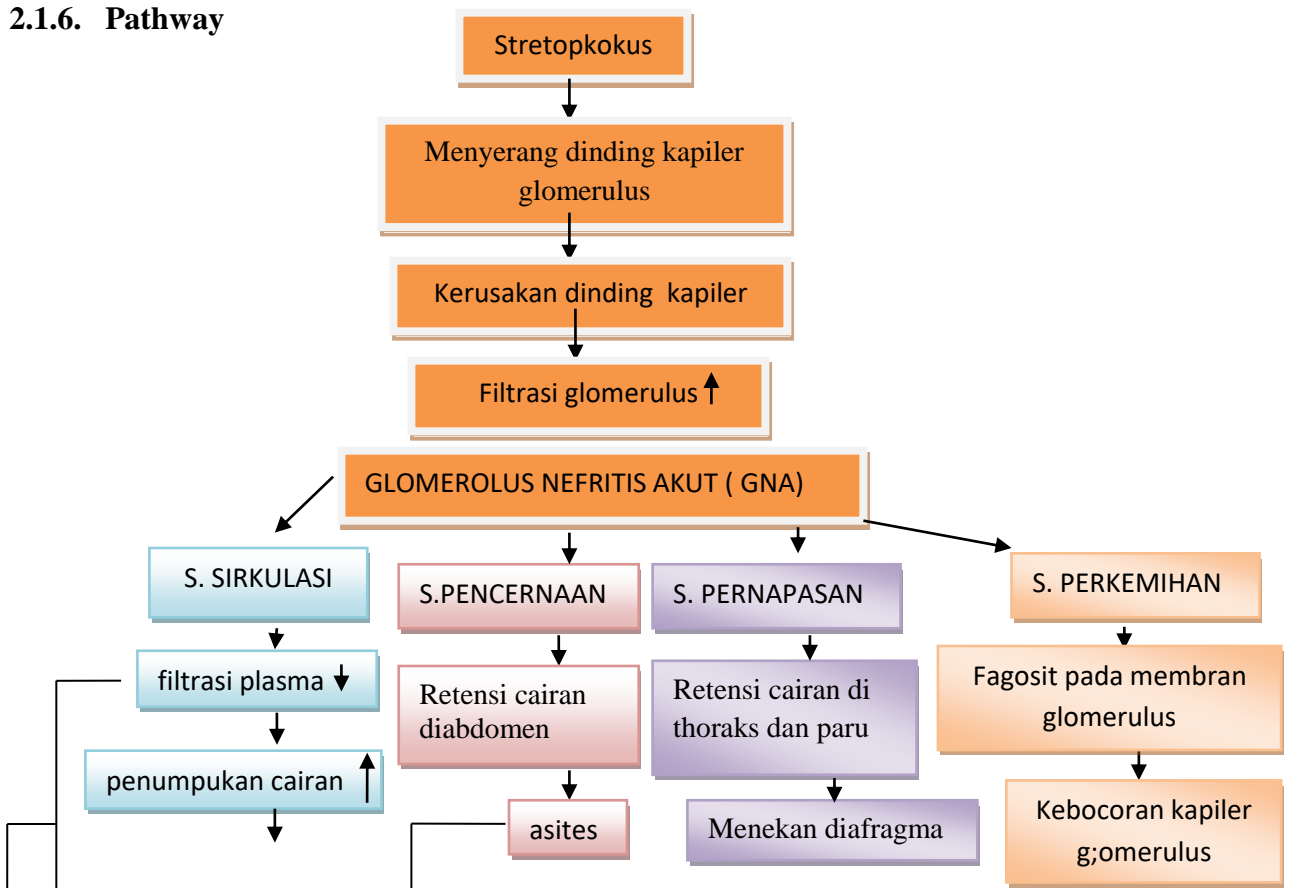 2.1.6. Pathway
Stretopkokus
Menyerang dinding kapiler
glomerulus
Kerusakan dinding kapiler
Filtrasi glomerulus
GLOMEROLUS NEFRITIS AKUT ( GNA)
S. SIRKULASI
S.PENCERNAAN
S. PERNAPASAN
S. PERKEMIHAN
filtrasi plasma
Retensi cairan
diabdomen
Retensi cairan di
thoraks dan paru
Fagosit pada membran
glomerulus
penumpukan cairan
asites
Menekan diafragma
Kebocoran kapiler
g;omerulus